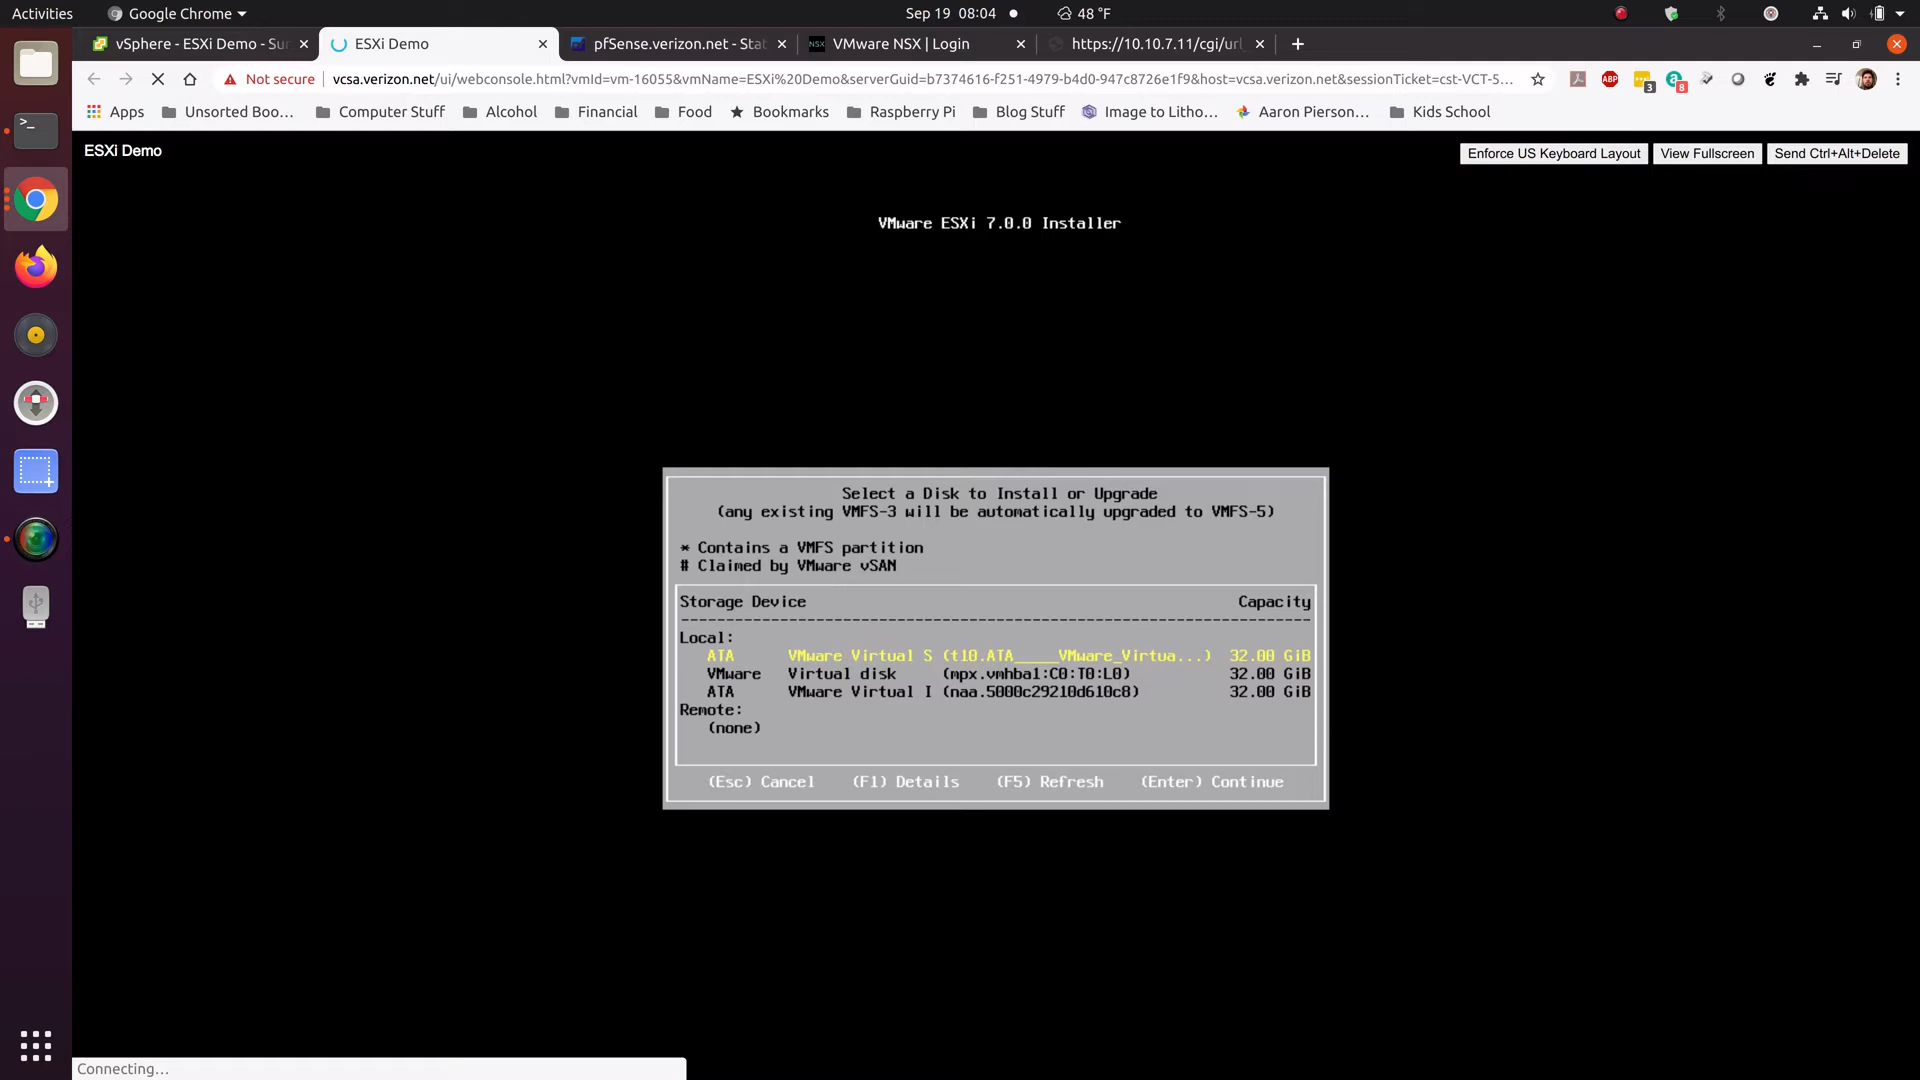 Activities
Google Chrome
Sep 19 08:04
48 °F
vSphere - ESXi Demo - Sur
ESXi Demo
pfSense.verizon.net - Stat
NSX
VMware NSX | Login
https://10.10.7.11/cgi/url_
Not secure
vcsa.verizon.net/ui/webconsole.html?vmId=vm-16055&vmName=ESXi%20Demo&serverGuid=b7374616-f251-4979-b4d0-947c8726e1f9&host=vcsa.verizon.net&sessionTicket=cst-VCT-5...
ABP
3
a
8
Apps
Unsorted Boo...
Computer Stuff
Alcohol
Financial
Food
Bookmarks
Raspberry Pi
Blog Stuff
Image to Litho...
Aaron Pierson...
Kids School
ESXi Demo
Enforce US Keyboard Layout
View Fullscreen
Send Ctrl+Alt+Delete
VMware ESXi 7.0.0 Installer
Select a Disk to Install or Upgrade
(any existing VMFS-3 will be automatically upgraded to VMFS-5)
* Contains a VMFS partition
# Claimed by VMware vSAN
Storage Device Capacity
----------------------------------------------------------------------
Local:
ATA VMware Virtual S (t10.ATA_____VMware_Virtua...) 32.00 GiB
VMware Virtual disk (mpx.vmhba1:C0:T0:L0) 32.00 GiB
ATA VMware Virtual I (naa.5000c29210d610c8) 32.00 GiB
Remote:
(none)
(Esc) Cancel (F1) Details (F5) Refresh (Enter) Continue
Connecting...